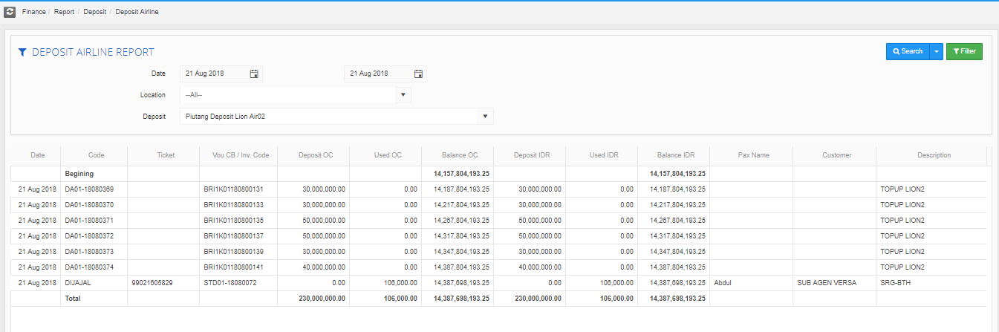 Finance / Report / Deposit / Deposit Airline
DEPOSIT AIRLINE REPORT
Search
Filter
Date 21 Aug 2018 21 Aug 2018
Location --All--
Deposit Piutang Deposit Lion Air02
Date Code Ticket Vou CB / Inv. Code Deposit OC Used OC Balance OC Deposit IDR Used IDR Balance IDR Pax Name Customer Description
Begining 14,157,804,193.25 14,157,804,193.25
21 Aug 2018 DA01-18080369 BRI1K01180800131 30,000,000.00 0.00 14,187,804,193.25 30,000,000.00 0.00 14,187,804,193.25 TOPUP LION2
21 Aug 2018 DA01-18080370 BRI1K01180800133 30,000,000.00 0.00 14,217,804,193.25 30,000,000.00 0.00 14,217,804,193.25 TOPUP LION2
21 Aug 2018 DA01-18080371 BRI1K01180800135 50,000,000.00 0.00 14,267,804,193.25 50,000,000.00 0.00 14,267,804,193.25 TOPUP LION2
21 Aug 2018 DA01-18080372 BRI1K01180800137 50,000,000.00 0.00 14,317,804,193.25 50,000,000.00 0.00 14,317,804,193.25 TOPUP LION2
21 Aug 2018 DA01-18080373 BRI1K01180800139 30,000,000.00 0.00 14,347,804,193.25 30,000,000.00 0.00 14,347,804,193.25 TOPUP LION2
21 Aug 2018 DA01-18080374 BRI1K01180800141 40,000,000.00 0.00 14,387,804,193.25 40,000,000.00 0.00 14,387,804,193.25 TOPUP LION2
21 Aug 2018 DIJAJAL 99021605829 STD01-18080072 0.00 106,000.00 14,387,698,193.25 0.00 106,000.00 14,387,698,193.25 Abdul SUB AGEN VERSA SRG-BTH
Total 230,000,000.00 106,000.00 14,387,698,193.25 230,000,000.00 106,000.00 14,387,698,193.25